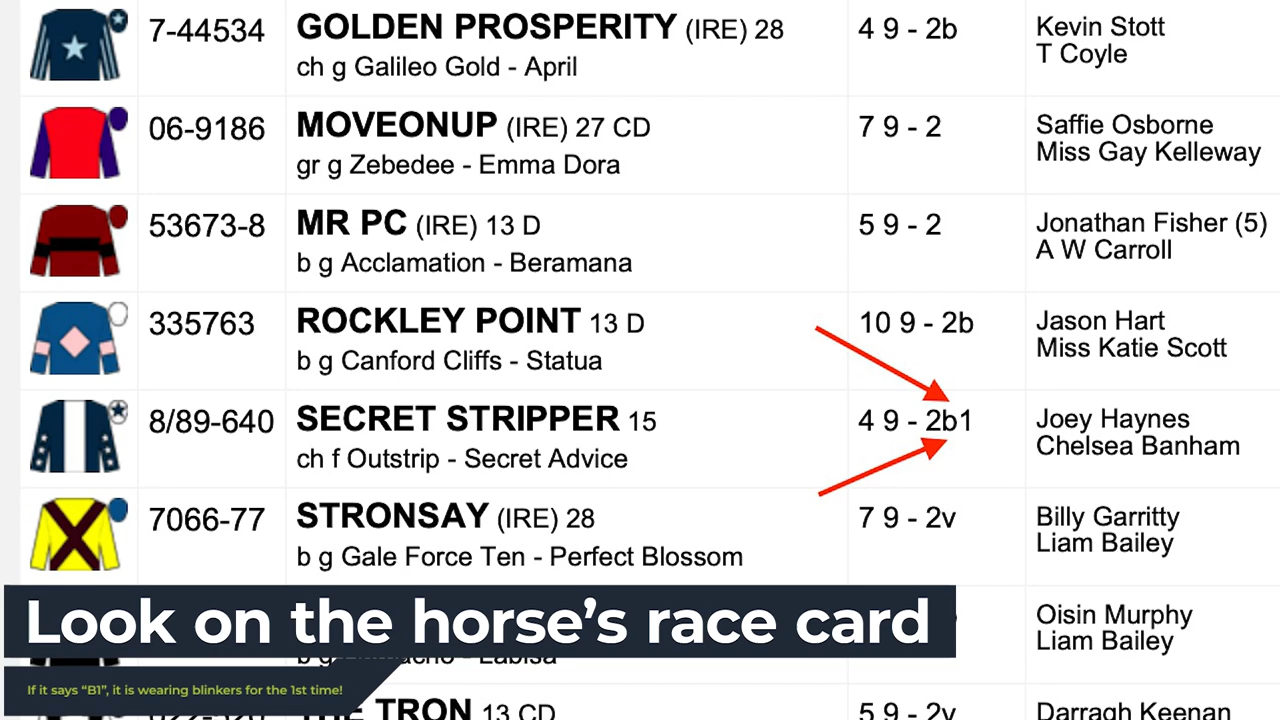 7-44534 GOLDEN PROSPERITY (IRE) 28 4 9 - 2b Kevin Stott
ch g Galileo Gold - April T Coyle
06-9186 MOVEONUP (IRE) 27 CD 7 9 - 2 Saffie Osborne
gr g Zebedee - Emma Dora Miss Gay Kelleway
53673-8 MR PC (IRE) 13 D 5 9 - 2 Jonathan Fisher (5)
b g Acclamation - Beramana A W Carroll
335763 ROCKLEY POINT 13 D 10 9 - 2b Jason Hart
b g Canford Cliffs - Statua Miss Katie Scott
8/89-640 SECRET STRIPPER 15 4 9 - 2b1 Joey Haynes
ch f Outstrip - Secret Advice Chelsea Banham
7066-77 STRONSAY (IRE) 28 7 9 - 2v Billy Garritty
b g Gale Force Ten - Perfect Blossom Liam Bailey
Look on the horse's race card
Oisin Murphy
Liam Bailey
If it says “B1”, it is wearing blinkers for the 1st time!
TRON 13 CD 5 9 - 2v Darragh Keenan